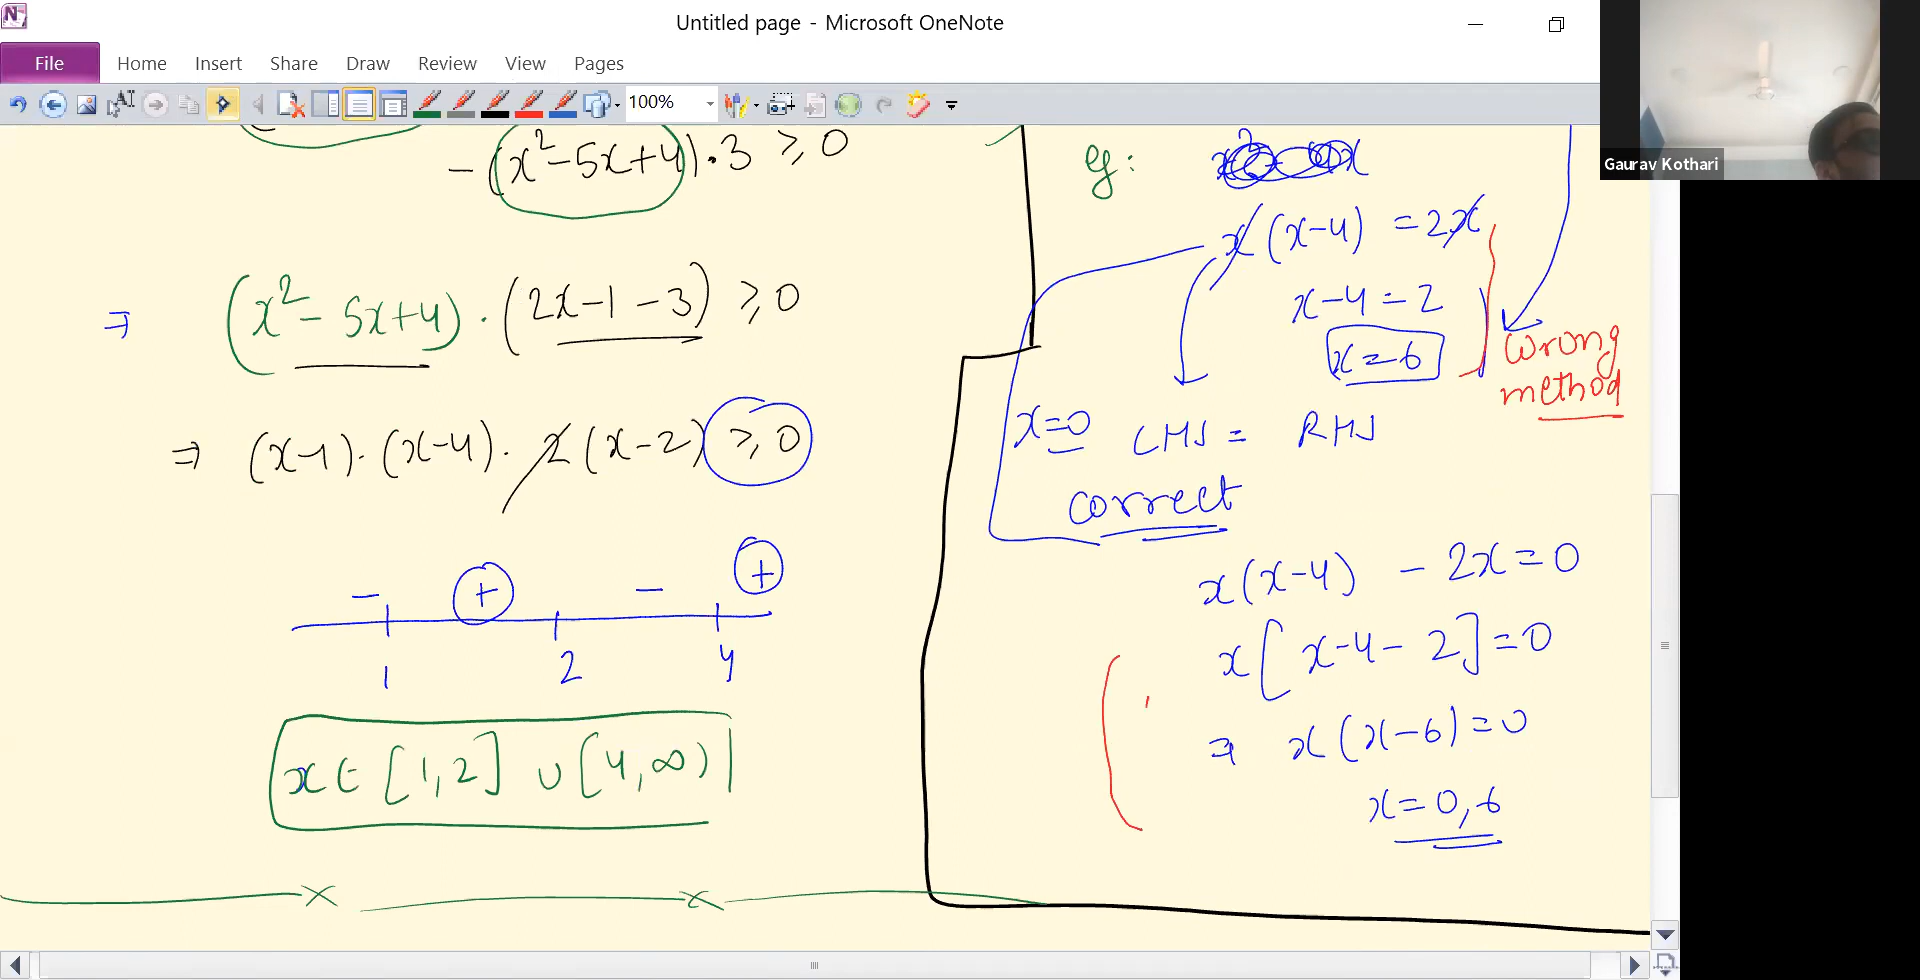 Untitled page - Microsoft OneNote
File Home Insert Share Draw Review View Pages
100%
Gaurav Kothari
- (x²-5x+4)·3 ≥ 0
⇒ (x²-5x+4)·(2x-1-3) ≥ 0
⇒ (x-1)·(x-4)·2(x-2) ≥ 0
- + - +
1 2 4
x∈[1,2] ∪ [4,∞)
eg:
x(x-4) = 2x
x-4 = 2
x=6
wrong
method
x=0 LHS = RHS
correct
x(x-4) - 2x=0
x[x-4-2]=0
⇒ x(x-6)=0
x=0,6